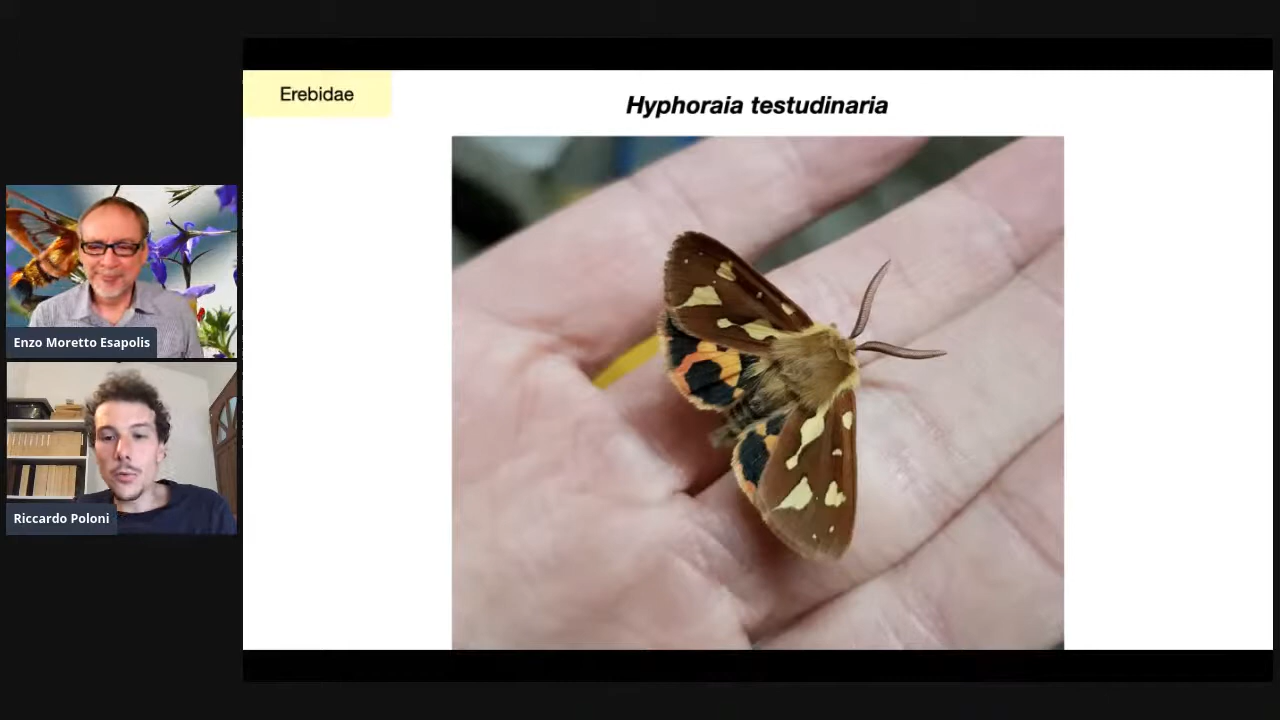 Erebidae
Hyphoraia testudinaria
Enzo Moretto Esapolis
Riccardo Poloni